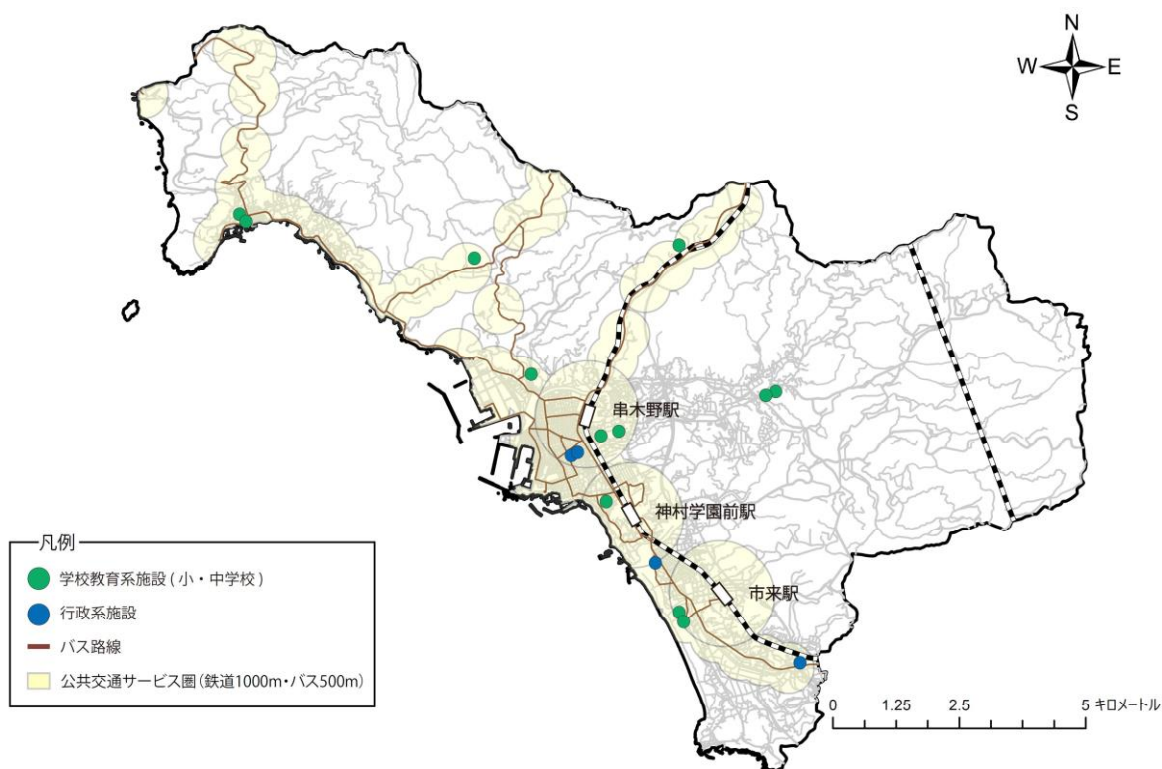 N
W E
S
串木野駅
神村学園前駅
市来駅
凡例
学校教育系施設(小・中学校)
行政系施設
バス路線
公共交通サービス圏(鉄道1000m・バス500m)
0 1.25 2.5 5 キロメートル